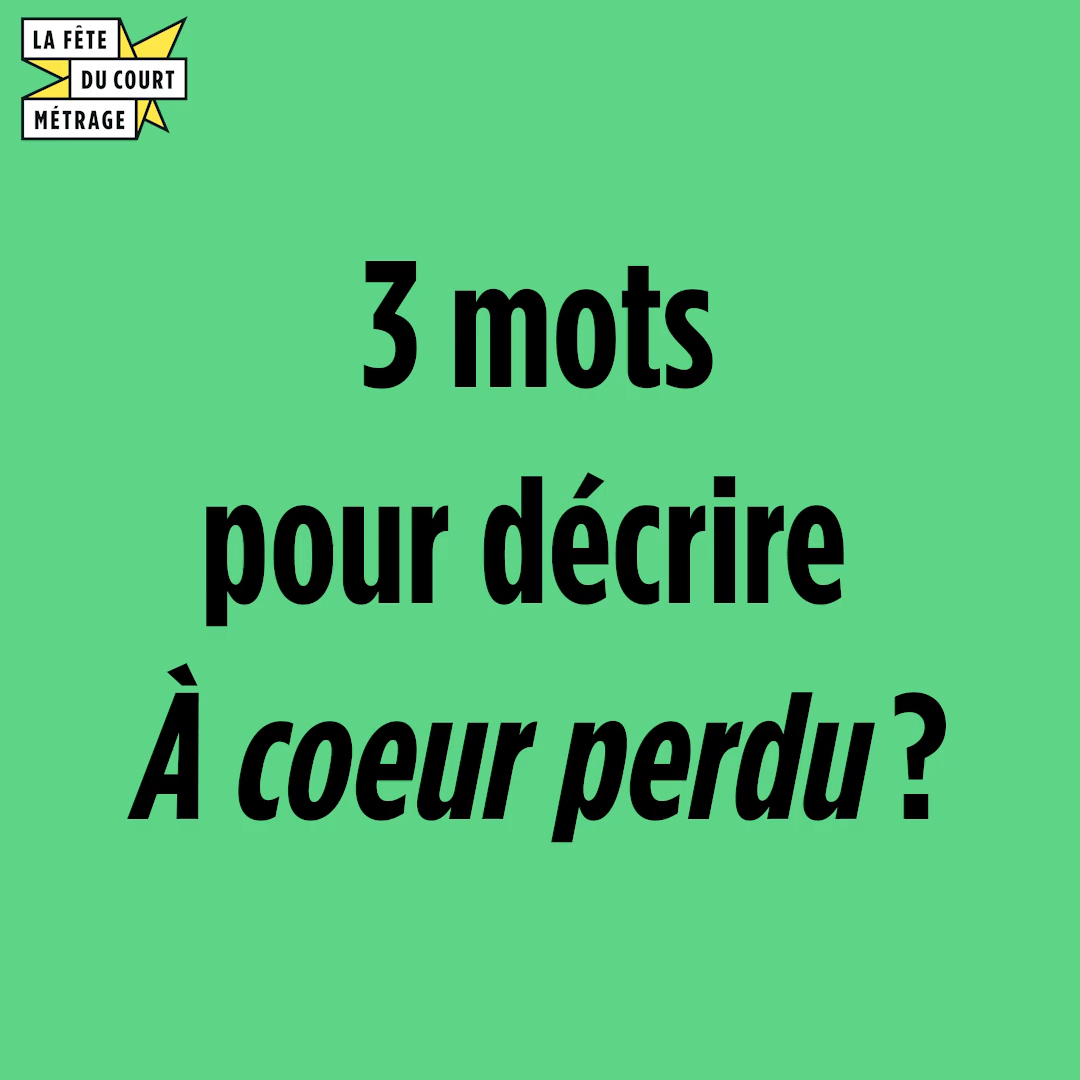 LA FÊTE
DU COURT
MÉTRAGE
3 mots
pour décrire
À coeur perdu ?